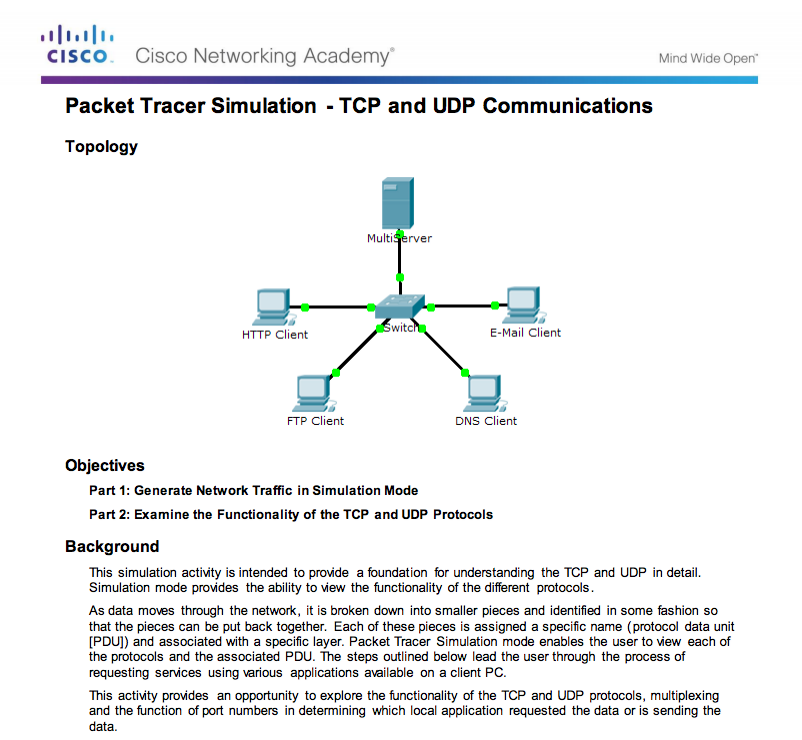 CISCO. Cisco Networking Academy® Mind Wide Open™
Packet Tracer Simulation - TCP and UDP Communications
Topology
MultiServer
Switch
HTTP Client
E-Mail Client
FTP Client
DNS Client
Objectives
Part 1: Generate Network Traffic in Simulation Mode
Part 2: Examine the Functionality of the TCP and UDP Protocols
Background
This simulation activity is intended to provide a foundation for understanding the TCP and UDP in detail.
Simulation mode provides the ability to view the functionality of the different protocols.
As data moves through the network, it is broken down into smaller pieces and identified in some fashion so
that the pieces can be put back together. Each of these pieces is assigned a specific name (protocol data unit
[PDU]) and associated with a specific layer. Packet Tracer Simulation mode enables the user to view each of
the protocols and the associated PDU. The steps outlined below lead the user through the process of
requesting services using various applications available on a client PC.
This activity provides an opportunity to explore the functionality of the TCP and UDP protocols, multiplexing
and the function of port numbers in determining which local application requested the data or is sending the
data.